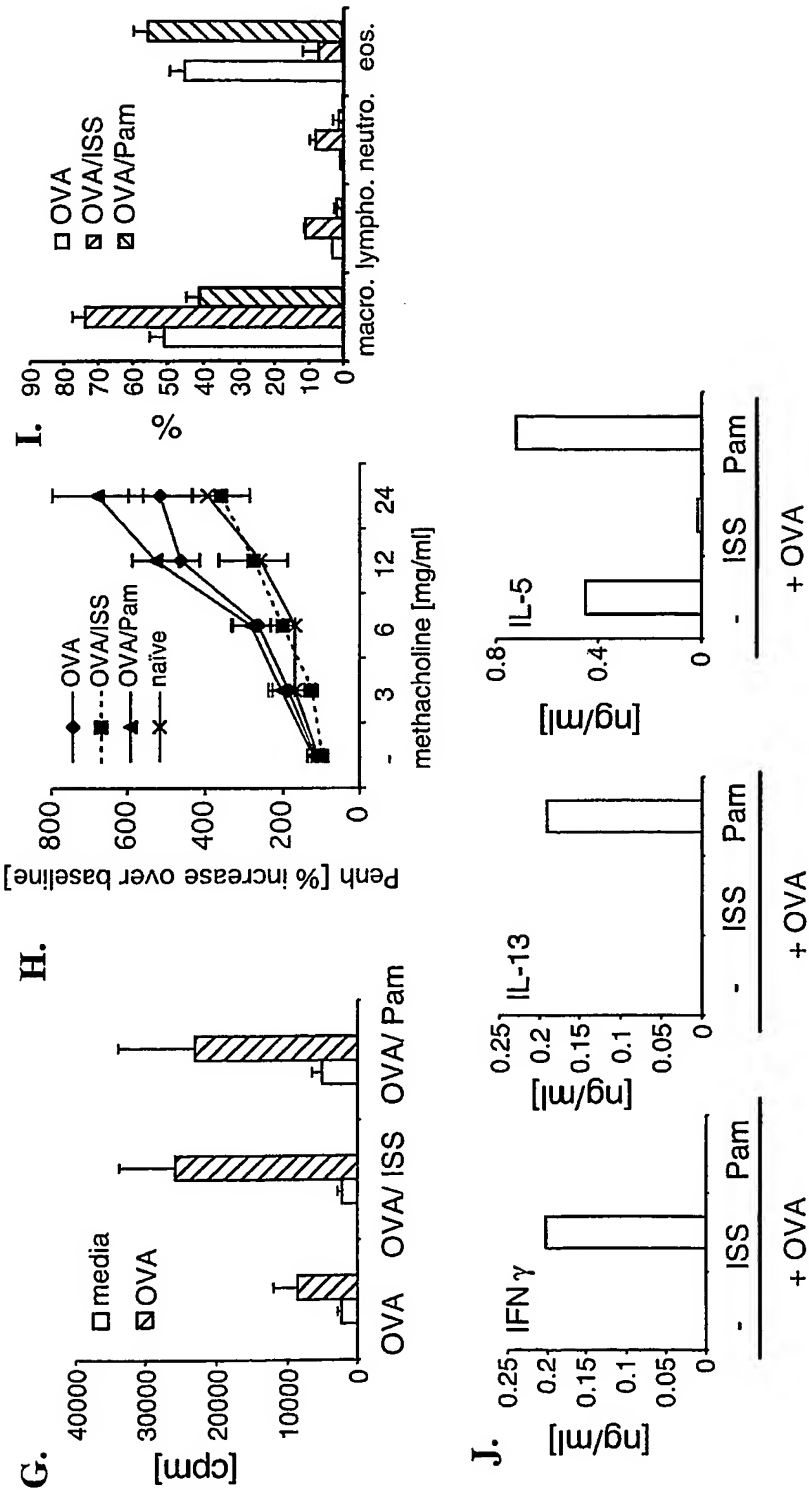 G.
[cpm]
40000
30000
20000
10000
0
□ media
▨ OVA
OVA OVA/ ISS OVA/ Pam
H.
Penh [% increase over baseline]
800
600
400
200
OVA
OVA/ISS
OVA/Pam
naïve
- 3 6 12 24
methacholine [mg/ml]
I.
%
90
80
70
60
50
40
30
20
10
0
□ OVA
▨ OVA/ISS
▨ OVA/Pam
macro. lympho. neutro. eos.
J.
[ng/ml]
0.25
0.2
0.15
0.1
0.05
0
IFN γ
- ISS Pam
+ OVA
[ng/ml]
0.25
0.2
0.15
0.1
0.05
0
IL-13
- ISS Pam
+ OVA
[ng/ml]
0.8
0.4
0
IL-5
- ISS Pam
+ OVA